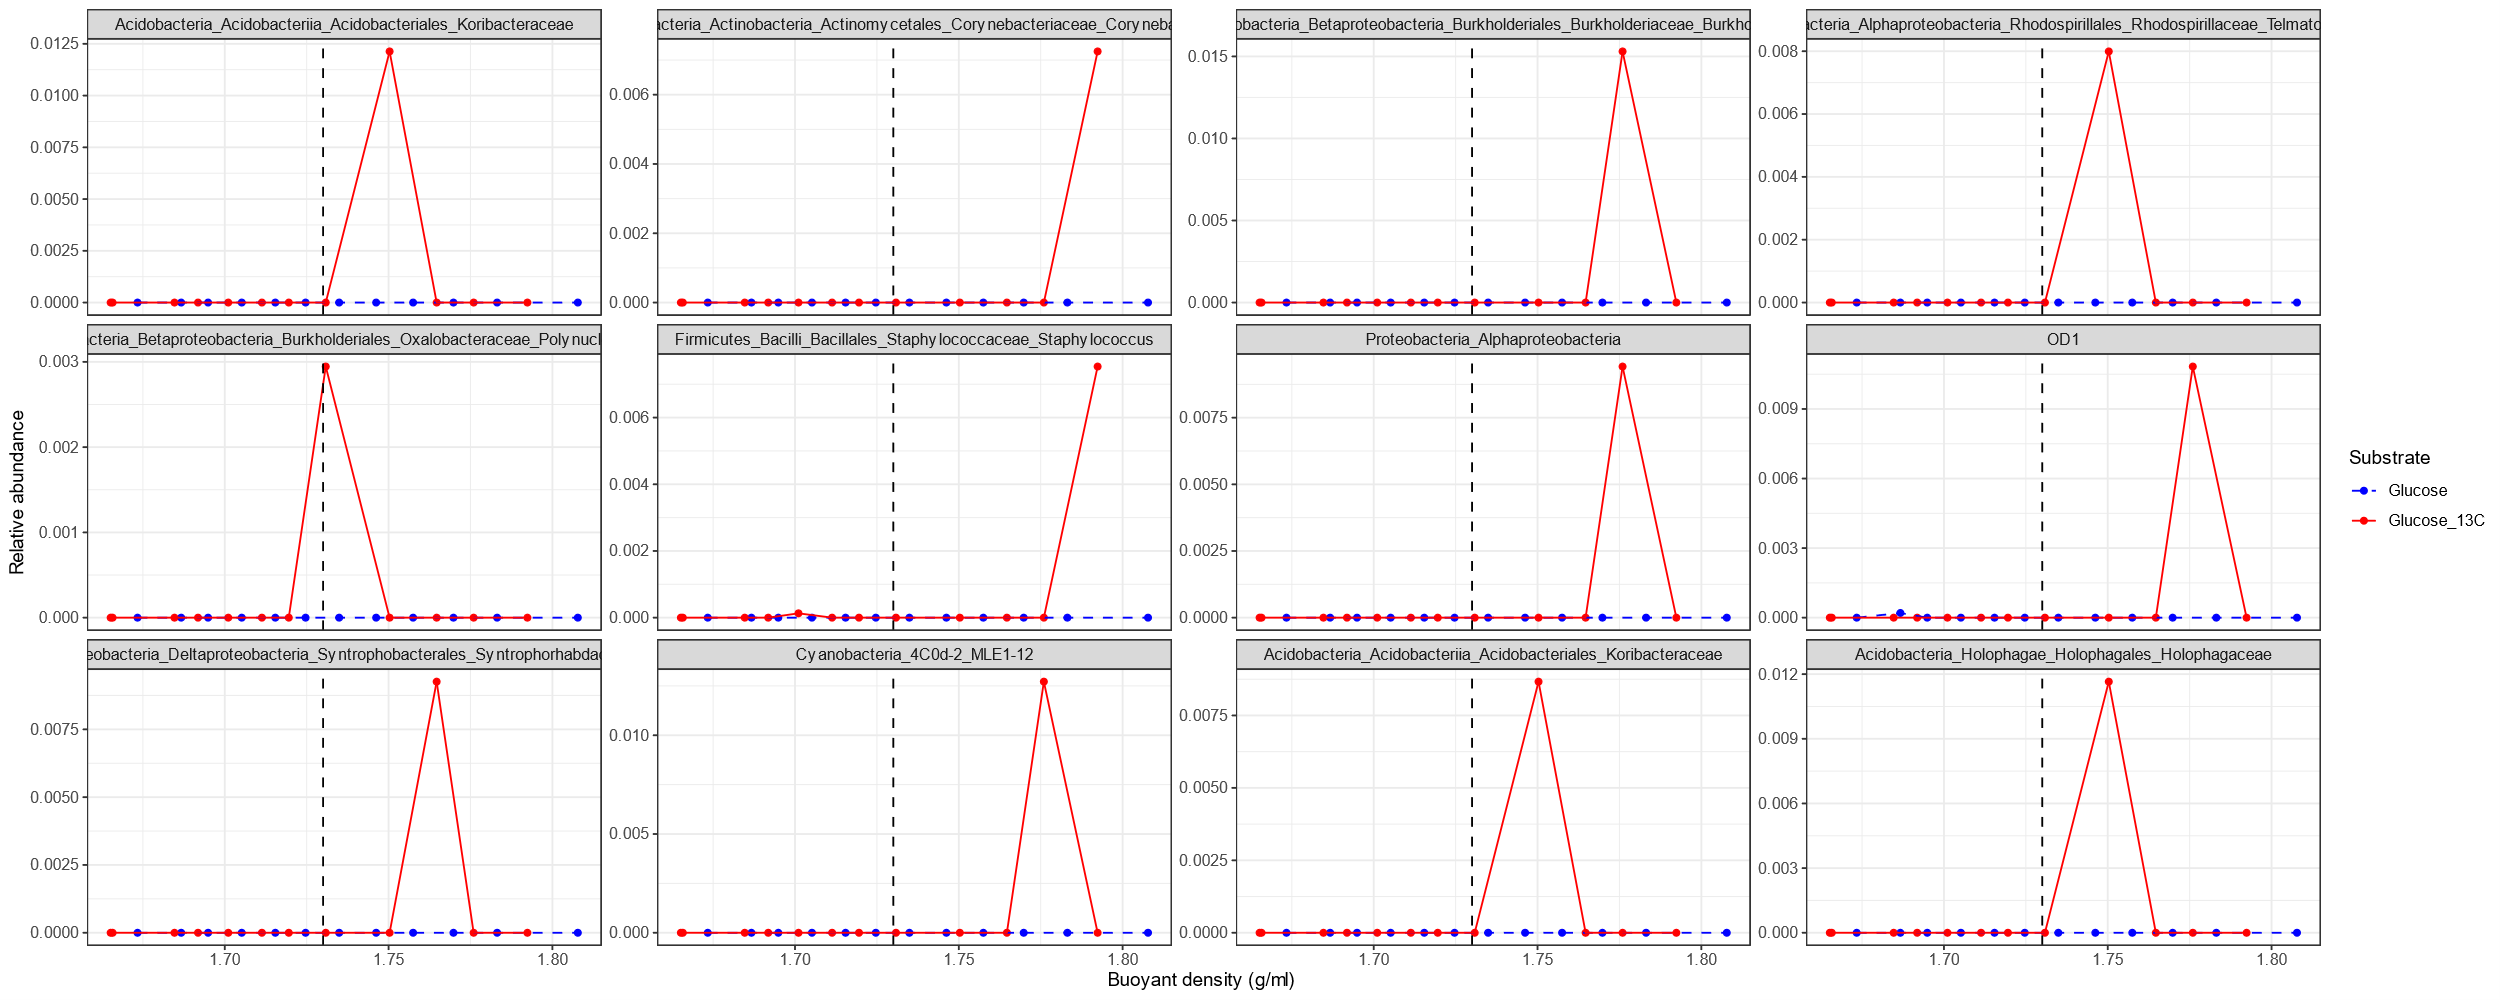 Acidobacteria_Acidobacteriia_Acidobacteriales_Koribacteraceae
acteria_Actinobacteria_Actinomycetales_Corynebacteriaceae_Coryneba
obacteria_Betaproteobacteria_Burkholderiales_Burkholderiaceae_Burkho
acteria_Alphaproteobacteria_Rhodospirillales_Rhodospirillaceae_Telmato
0.0125
0.0100
0.0075
0.0050
0.0025
0.0000
0.006
0.004
0.002
0.000
0.015
0.010
0.005
0.000
0.008
0.006
0.004
0.002
0.000
acteria_Betaproteobacteria_Burkholderiales_Oxalobacteraceae_Polynucl
Firmicutes_Bacilli_Bacillales_Staphylococcaceae_Staphylococcus
Proteobacteria_Alphaproteobacteria
OD1
0.003
0.002
0.001
0.000
0.006
0.004
0.002
0.000
0.0075
0.0050
0.0025
0.0000
0.009
0.006
0.003
0.000
eobacteria_Deltaproteobacteria_Syntrophobacterales_Syntrophorhabdac
Cyanobacteria_4C0d-2_MLE1-12
Acidobacteria_Acidobacteriia_Acidobacteriales_Koribacteraceae
Acidobacteria_Holophagae_Holophagales_Holophagaceae
0.0075
0.0050
0.0025
0.0000
0.010
0.005
0.000
0.0075
0.0050
0.0025
0.0000
0.012
0.009
0.006
0.003
0.000
1.70 1.75 1.80
1.70 1.75 1.80
1.70 1.75 1.80
1.70 1.75 1.80
Relative abundance
Buoyant density (g/ml)
Substrate
Glucose
Glucose_13C